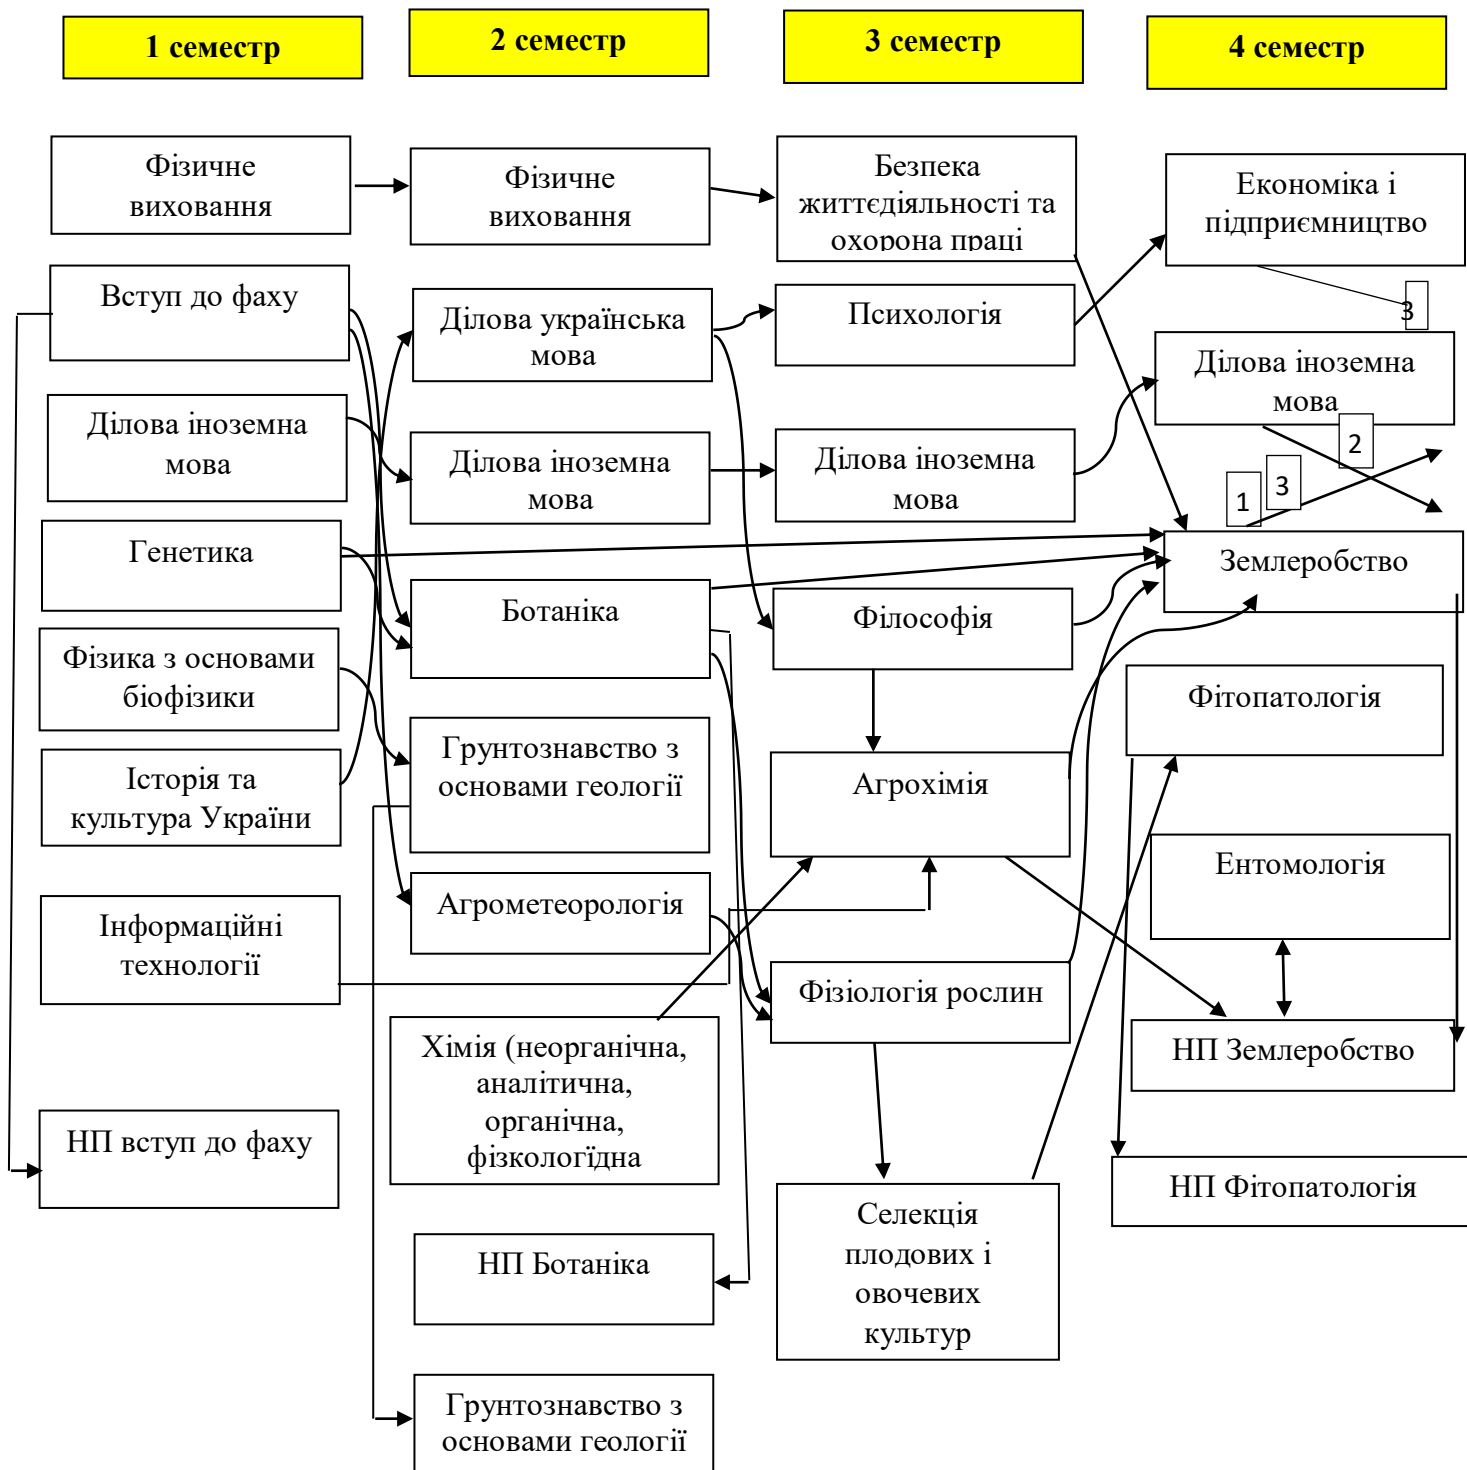 1 семестр
2 семестр
3 семестр
4 семестр
Фізичне
виховання
Вступ до фаху
Ділова іноземна
мова
Генетика
Фізика з основами
біофізики
Історія та
культура України
Інформаційні
технології
НП вступ до фаху
Фізичне
виховання
Ділова українська
мова
Ділова іноземна
мова
Ботаніка
Грунтознавство з
основами геології
Агрометеорологія
Хімія (неорганічна,
аналітична,
органічна,
фізкологїдна
НП Ботаніка
Грунтознавство з
основами геології
Безпека
життєдіяльності та
охорона праці
Психологія
Ділова іноземна
мова
Філософія
Агрохімія
Фізіологія рослин
Селекція
плодових і
овочевих
культур
Економіка і
підприємництво
3
Ділова іноземна
мова
2
3
1
Землеробство
Фітопатологія
Ентомологія
НП Землеробство
НП Фітопатологія